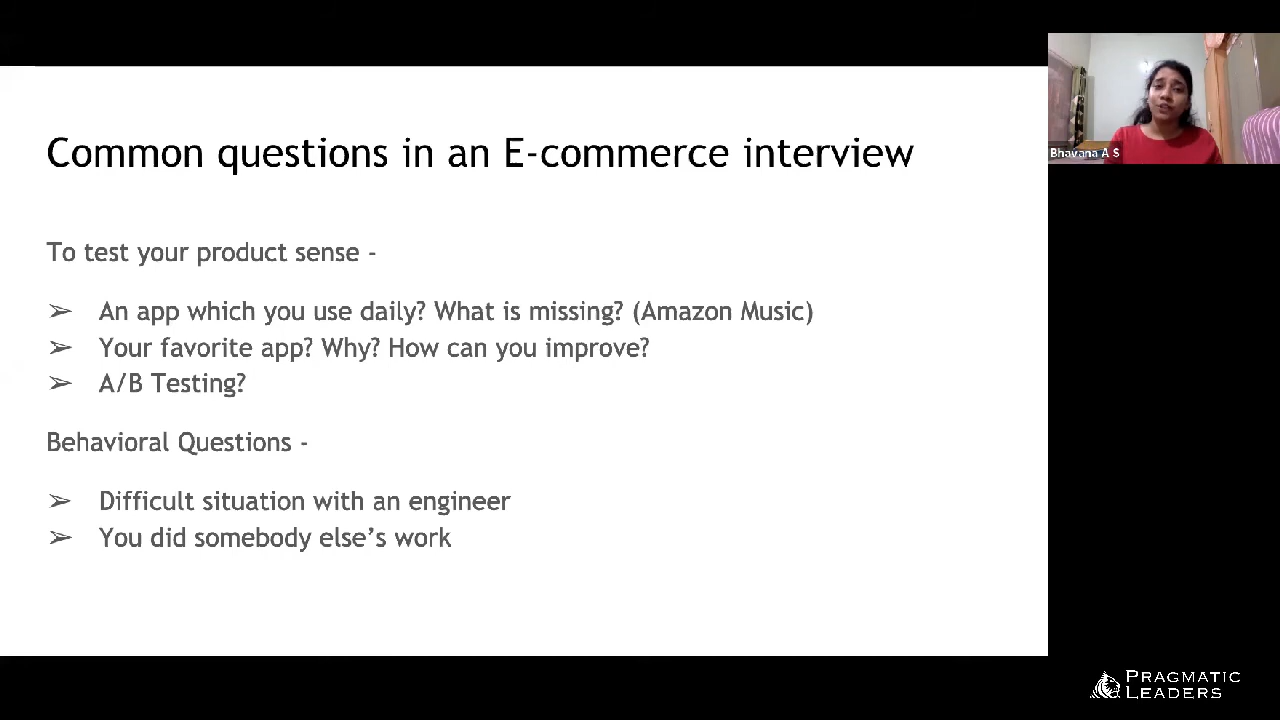 Common questions in an E-commerce interview
To test your product sense -
➢ An app which you use daily? What is missing? (Amazon Music)
➢ Your favorite app? Why? How can you improve?
➢ A/B Testing?
Behavioral Questions -
➢ Difficult situation with an engineer
➢ You did somebody else’s work
Bhavana A S
PRAGMATIC
LEADERS